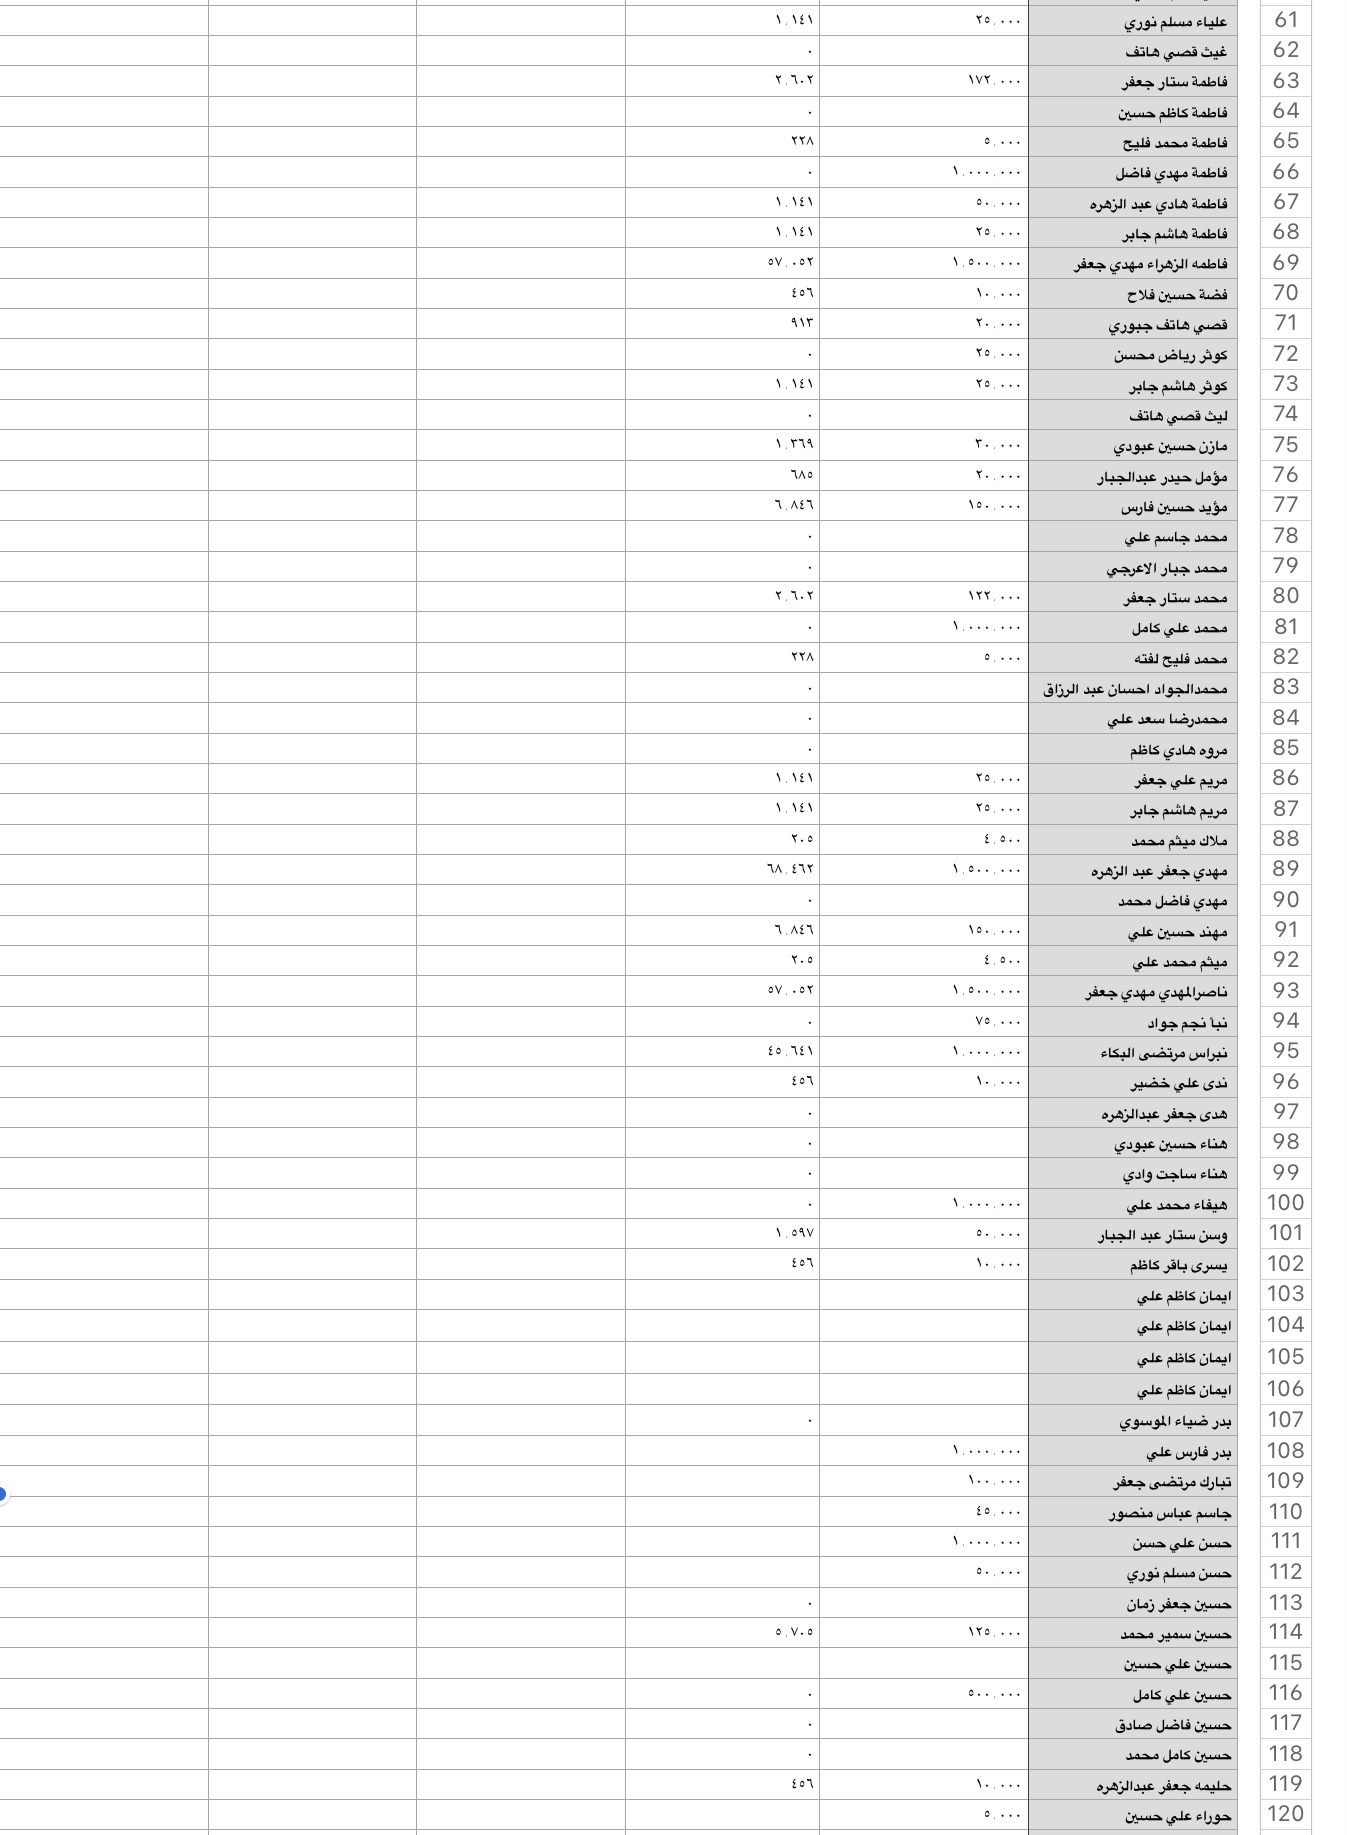 61 علياء مسلم نوري ٢٥.٠٠٠ ١.١٤١
62 غيث قصي هاتف ٠
63 فاطمة ستار جعفر ١٧٢.٠٠٠ ٢.٦٠٢
64 فاطمة كاظم حسين ٠
65 فاطمة محمد فليح ٥.٠٠٠ ٢٢٨
66 فاطمة مهدي فاضل ١.٠٠٠.٠٠٠ ٠
67 فاطمة هادي عبد الزهره ٥٠.٠٠٠ ١.١٤١
68 فاطمة هاشم جابر ٢٥.٠٠٠ ١.١٤١
69 فاطمه الزهراء مهدي جعفر ١.٥٠٠.٠٠٠ ٥٧.٠٥٢
70 فضة حسين فلاح ١٠.٠٠٠ ٤٥٦
71 قصي هاتف جبوري ٢٠.٠٠٠ ٩١٣
72 كوثر رياض محسن ٢٥.٠٠٠ ٠
73 كوثر هاشم جابر ٢٥.٠٠٠ ١.١٤١
74 ليث قصي هاتف ٠
75 مازن حسين عبودي ٣٠.٠٠٠ ١.٣٦٩
76 مؤمل حيدر عبدالجبار ٢٠.٠٠٠ ٦٨٥
77 مؤيد حسين فارس ١٥٠.٠٠٠ ٦.٨٤٦
78 محمد جاسم علي ٠
79 محمد جبار الاعرجي ٠
80 محمد ستار جعفر ١٢٢.٠٠٠ ٢.٦٠٢
81 محمد علي كامل ١.٠٠٠.٠٠٠ ٠
82 محمد فليح لفته ٥.٠٠٠ ٢٢٨
83 محمدالجواد احسان عبد الرزاق ٠
84 محمدرضا سعد علي ٠
85 مروه هادي كاظم ٠
86 مريم علي جعفر ٢٥.٠٠٠ ١.١٤١
87 مريم هاشم جابر ٢٥.٠٠٠ ١.١٤١
88 ملاك ميثم محمد ٤.٥٠٠ ٢٠٥
89 مهدي جعفر عبد الزهره ١.٥٠٠.٠٠٠ ٦٨.٤٦٢
90 مهدي فاضل محمد ٠
91 مهند حسين علي ١٥٠.٠٠٠ ٦.٨٤٦
92 ميثم محمد علي ٤.٥٠٠ ٢٠٥
93 ناصرالمهدي مهدي جعفر ١.٥٠٠.٠٠٠ ٥٧.٠٥٢
94 نبأ نجم جواد ٧٥.٠٠٠ ٠
95 نبراس مرتضى البكاء ١.٠٠٠.٠٠٠ ٤٥.٦٤١
96 ندى علي خضير ١٠.٠٠٠ ٤٥٦
97 هدى جعفر عبدالزهره ٠
98 هناء حسين عبودي ٠
99 هناء ساجت وادي ٠
100 هيفاء محمد علي ١.٠٠٠.٠٠٠ ٠
101 وسن ستار عبد الجبار ٥٠.٠٠٠ ١.٥٩٧
102 يسرى باقر كاظم ١٠.٠٠٠ ٤٥٦
103 ايمان كاظم علي
104 ايمان كاظم علي
105 ايمان كاظم علي
106 ايمان كاظم علي
107 بدر ضياء الموسوي ٠
108 بدر فارس علي ١.٠٠٠.٠٠٠
109 تبارك مرتضى جعفر ١٠٠.٠٠٠
110 جاسم عباس منصور ٤٥.٠٠٠
111 حسن علي حسن ١.٠٠٠.٠٠٠
112 حسن مسلم نوري ٥٠.٠٠٠
113 حسين جعفر زمان ٠
114 حسين سمير محمد ١٢٥.٠٠٠ ٥.٧٠٥
115 حسين علي حسين
116 حسين علي كامل ٥٠٠.٠٠٠ ٠
117 حسين فاضل صادق ٠
118 حسين كامل محمد ٠
119 حليمه جعفر عبدالزهره ١٠.٠٠٠ ٤٥٦
120 حوراء علي حسين ٥.٠٠٠